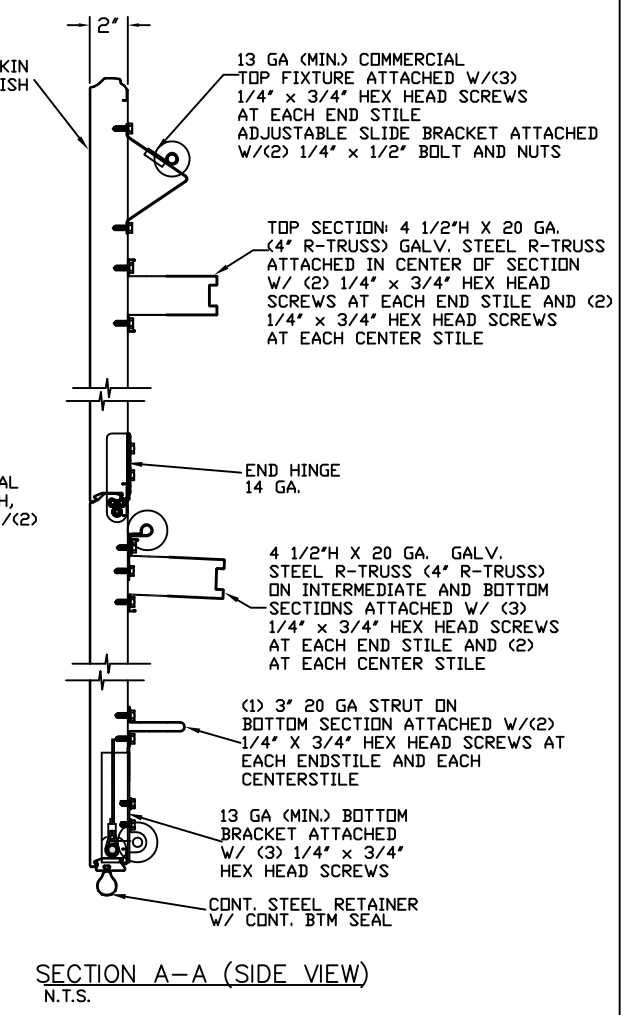 2"
KIN
ISH
13 GA (MIN.) COMMERCIAL
TOP FIXTURE ATTACHED W/(3)
1/4" x 3/4" HEX HEAD SCREWS
AT EACH END STILE
ADJUSTABLE SLIDE BRACKET ATTACHED
W/(2) 1/4" x 1/2" BOLT AND NUTS
TOP SECTION: 4 1/2"H X 20 GA.
(4" R-TRUSS) GALV. STEEL R-TRUSS
ATTACHED IN CENTER OF SECTION
W/ (2) 1/4" x 3/4" HEX HEAD
SCREWS AT EACH END STILE AND (2)
1/4" x 3/4" HEX HEAD SCREWS
AT EACH CENTER STILE
END HINGE
14 GA.
AL
H,
/(2)
4 1/2"H X 20 GA. GALV.
STEEL R-TRUSS (4" R-TRUSS)
ON INTERMEDIATE AND BOTTOM
SECTIONS ATTACHED W/ (3)
1/4" x 3/4" HEX HEAD SCREWS
AT EACH END STILE AND (2)
AT EACH CENTER STILE
(1) 3" 20 GA STRUT ON
BOTTOM SECTION ATTACHED W/(2)
1/4" X 3/4" HEX HEAD SCREWS AT
EACH ENDSTILE AND EACH
CENTERSTILE
13 GA (MIN.) BOTTOM
BRACKET ATTACHED
W/ (3) 1/4" x 3/4"
HEX HEAD SCREWS
CONT. STEEL RETAINER
W/ CONT. BTM SEAL
SECTION A-A (SIDE VIEW)
N.T.S.